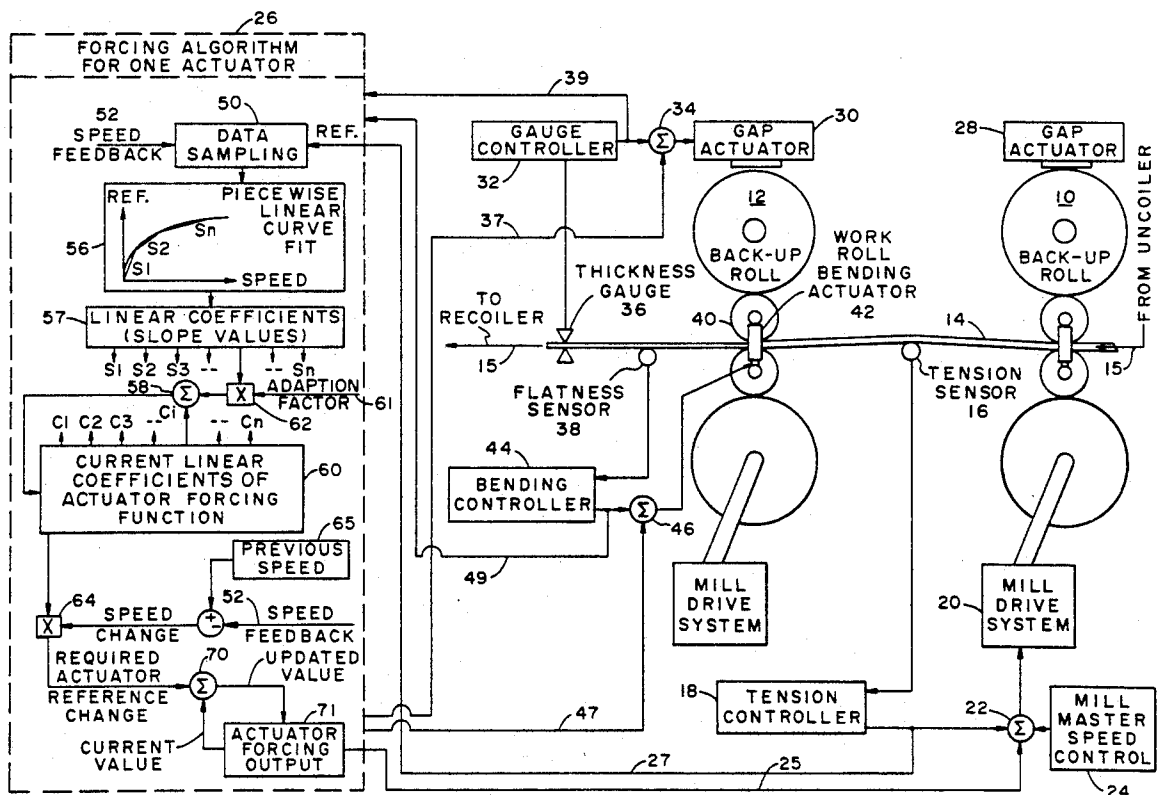 26
FORCING ALGORITHM
FOR ONE ACTUATOR
52
SPEED
FEEDBACK
50
DATA
SAMPLING
REF.
56
REF.
PIECEWISE
LINEAR
CURVE
FIT
S1
S2
Sn
SPEED
57
LINEAR COEFFICIENTS
(SLOPE VALUES)
S1 S2 S3 -- -- Sn
58
Σ
X
62
ADAPTION
FACTOR
61
C1 C2 C3 -- Ci -- Cn
CURRENT LINEAR
COEFFICIENTS OF
ACTUATOR FORCING
FUNCTION
60
65
PREVIOUS
SPEED
64
X
SPEED
CHANGE
+
-
52
SPEED
FEEDBACK
REQUIRED
ACTUATOR
REFERENCE
CHANGE
70
Σ
UPDATED
VALUE
CURRENT
VALUE
71
ACTUATOR
FORCING
OUTPUT
39
GAUGE
CONTROLLER
32
34
Σ
30
GAP
ACTUATOR
28
GAP
ACTUATOR
37
12
BACK-UP
ROLL
10
BACK-UP
ROLL
FROM UNCOILER
THICKNESS
GAUGE
36
WORK
ROLL
BENDING
ACTUATOR
42
40
TO
RECOILER
15
14
15
FLATNESS
SENSOR
38
TENSION
SENSOR
16
44
BENDING
CONTROLLER
Σ
46
49
MILL
DRIVE
SYSTEM
20
MILL
DRIVE
SYSTEM
47
18
TENSION
CONTROLLER
22
Σ
MILL
MASTER
SPEED
CONTROL
24
27
25